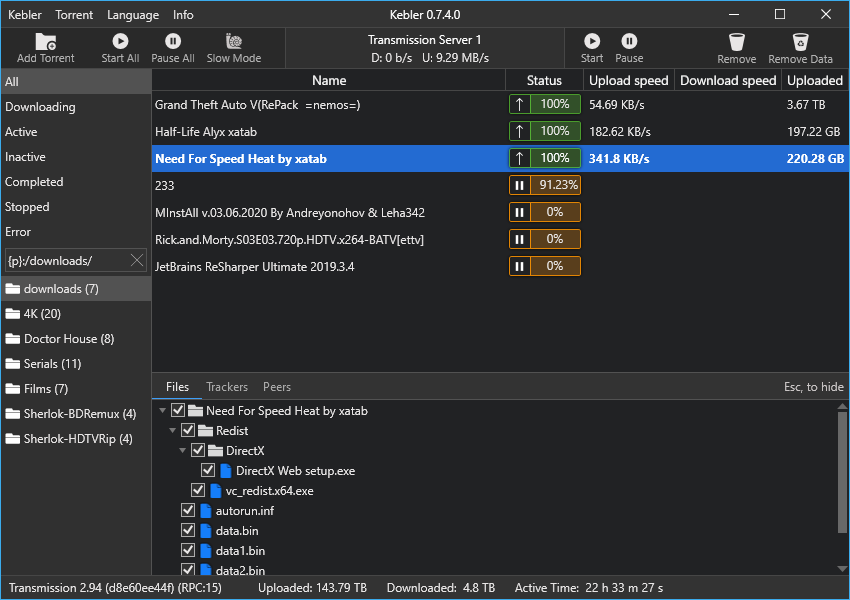 Kebler Torrent Language Info Kebler 0.7.4.0
Add Torrent Start All Pause All Slow Mode
Transmission Server 1
D: 0 b/s U: 9.29 MB/s
Start Pause Remove Remove Data
All
Downloading
Active
Inactive
Completed
Stopped
Error
{p}:/downloads/
downloads (7)
4K (20)
Doctor House (8)
Serials (11)
Films (7)
Sherlok-BDRemux (4)
Sherlok-HDTVRip (4)
Name Status Upload speed Download speed Uploaded
Grand Theft Auto V(RePack =nemos=) 100% 54.69 KB/s 3.67 TB
Half-Life Alyx xatab 100% 182.62 KB/s 197.22 GB
Need For Speed Heat by xatab 100% 341.8 KB/s 220.28 GB
233 91.23%
MInstAll v.03.06.2020 By Andreyonohov & Leha342 0%
Rick.and.Morty.S03E03.720p.HDTV.x264-BATV[ettv] 0%
JetBrains ReSharper Ultimate 2019.3.4 0%
Files Trackers Peers Esc, to hide
Need For Speed Heat by xatab
Redist
DirectX
DirectX Web setup.exe
vc_redist.x64.exe
autorun.inf
data.bin
data1.bin
data2.bin
Transmission 2.94 (d8e60ee44f) (RPC:15) Uploaded: 143.79 TB Downloaded: 4.8 TB Active Time: 22 h 33 m 27 s